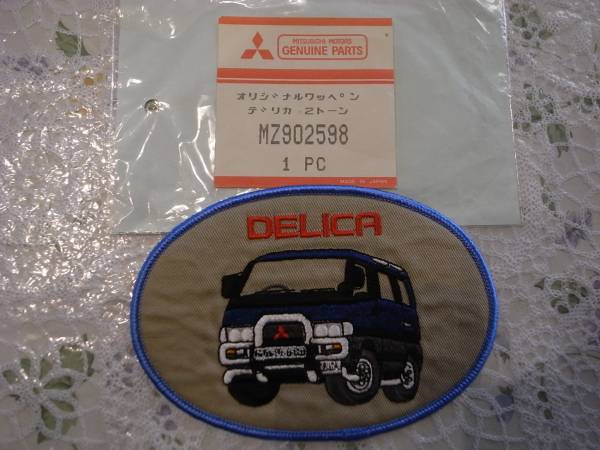 MITSUBISHI MOTORS
GENUINE PARTS
オリジナルワッペン
デリカ 2トーン
MZ902598
1 PC
MADE IN JAPAN
DELICA